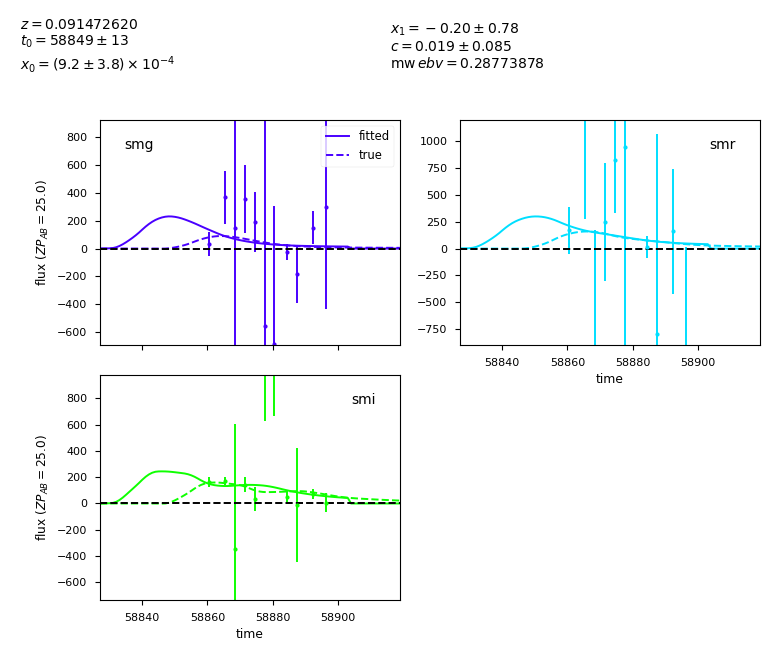 z = 0.091472620
t₀ = 58849 ± 13
x₀ = (9.2 ± 3.8) × 10⁻⁴
x₁ = −0.20 ± 0.78
c = 0.019 ± 0.085
mw ebv = 0.28773878
smg
fitted
true
800
600
400
200
0
−200
−400
−600
flux (ZP_AB = 25.0)
smr
1000
750
500
250
0
−250
−500
−750
58840 58860 58880 58900
time
smi
800
600
400
200
0
−200
−400
−600
flux (ZP_AB = 25.0)
58840 58860 58880 58900
time